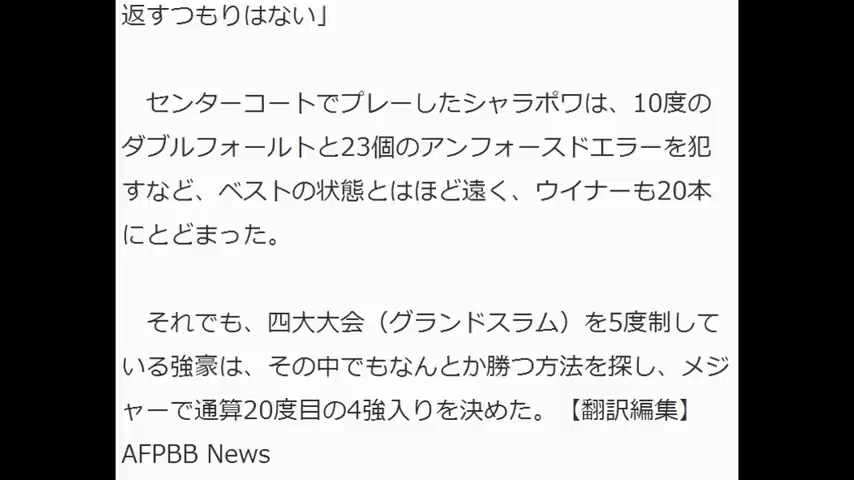 返すつもりはない」
　センターコートでプレーしたシャラポワは、10度の
ダブルフォールトと23個のアンフォースドエラーを犯
すなど、ベストの状態とはほど遠く、ウイナーも20本
にとどまった。
　それでも、四大大会（グランドスラム）を5度制して
いる強豪は、その中でもなんとか勝つ方法を探し、メジ
ャーで通算20度目の4強入りを決めた。【翻訳編集】
AFPBB News